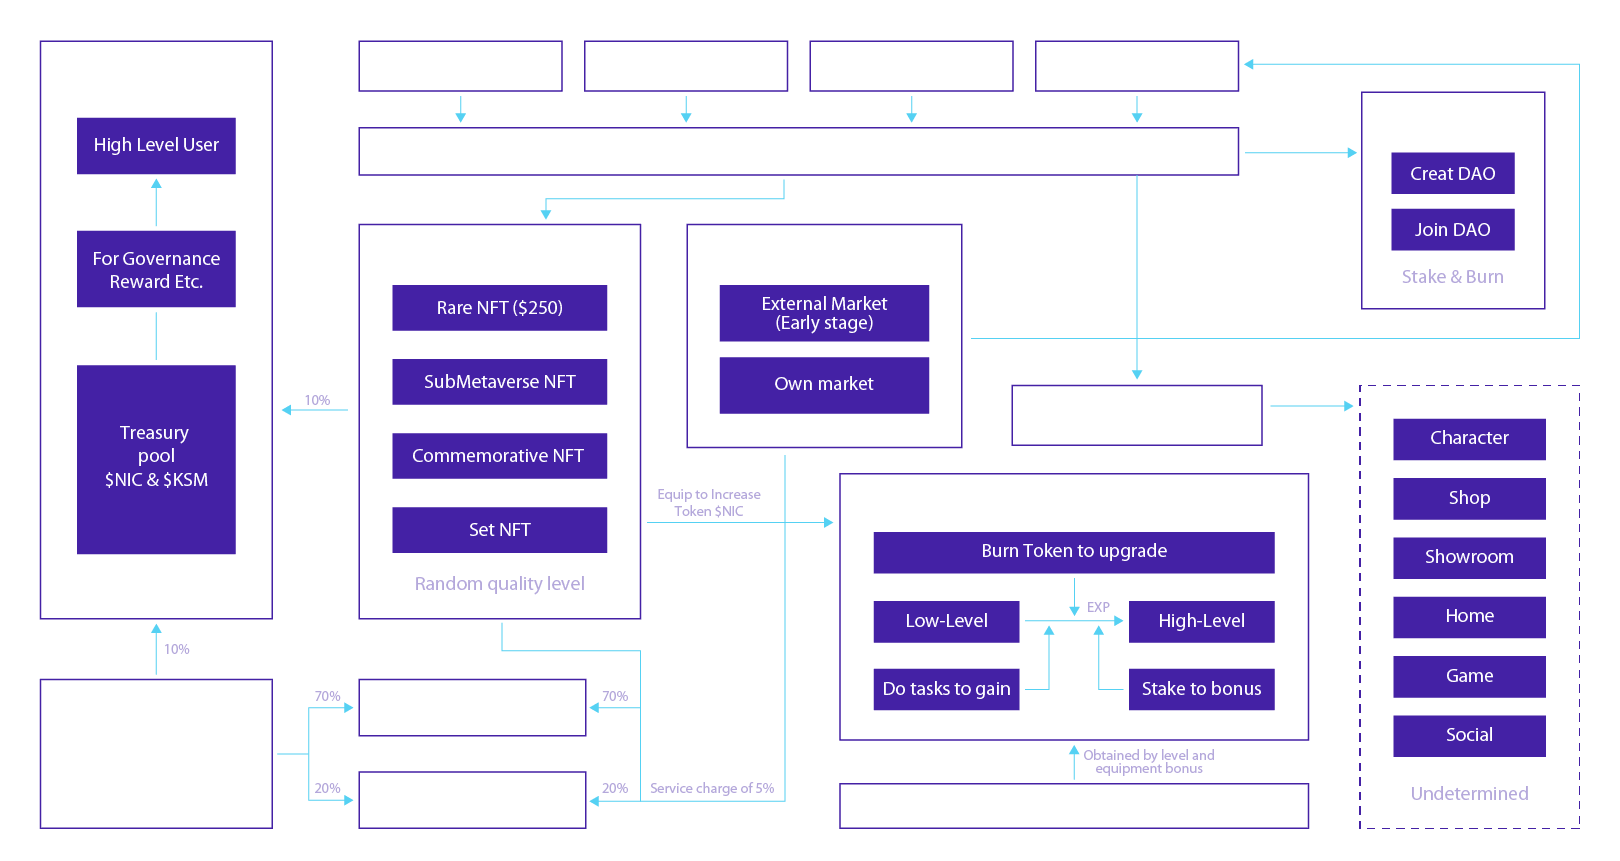 High Level User
For Governance
Reward Etc.
Treasury
pool
$NIC & $KSM
10%
10%
Rare NFT ($250)
SubMetaverse NFT
Commemorative NFT
Set NFT
Random quality level
External Market
(Early stage)
Own market
Creat DAO
Join DAO
Stake & Burn
Equip to Increase
Token $NIC
Burn Token to upgrade
Low-Level
EXP
High-Level
Do tasks to gain
Stake to bonus
Obtained by level and
equipment bonus
70%
70%
20%
20%
Service charge of 5%
Character
Shop
Showroom
Home
Game
Social
Undetermined